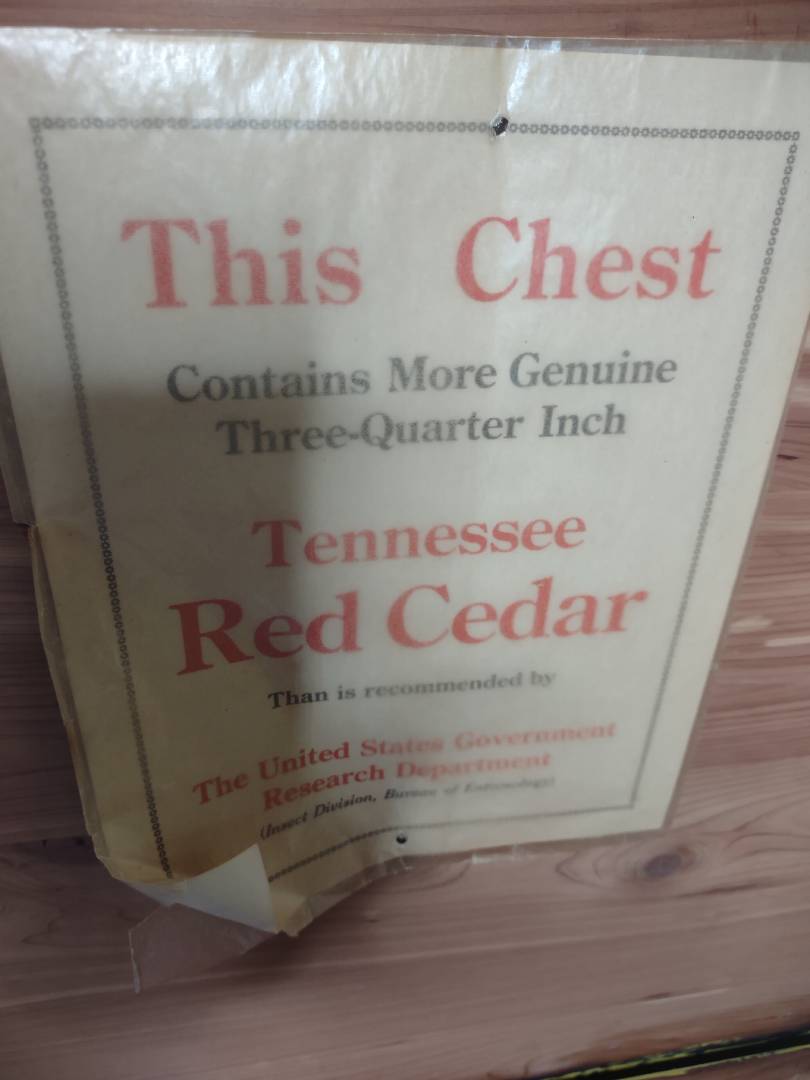 This Chest
Contains More Genuine
Three-Quarter Inch
Tennessee
Red Cedar
Than is recommended by
The United States Government
Research Department
(Insect Division, Bureau of Entomology)